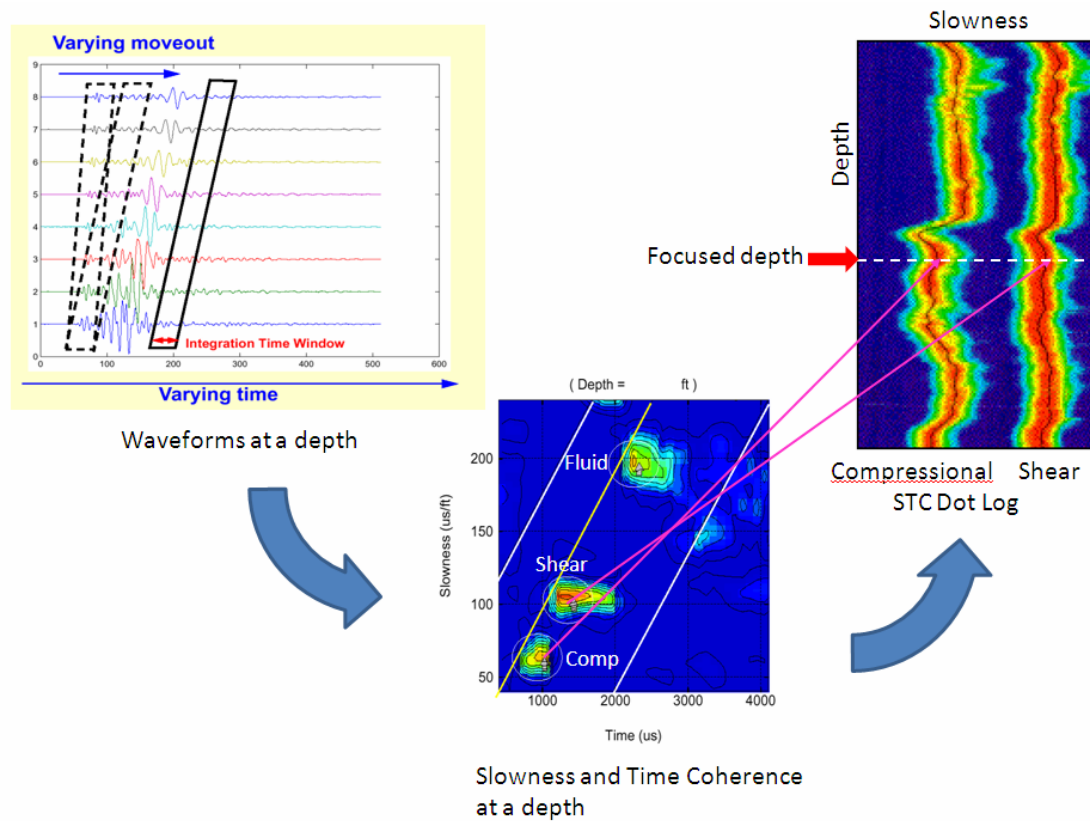 Varying moveout
9
8
7
6
5
4
3
2
1
0
0 100 200 300 400 500 600
Integration Time Window
Varying time
Waveforms at a depth
Slowness
Depth
Focused depth
Compressional Shear
STC Dot Log
( Depth = ft )
Slowness (us/ft)
200
150
100
50
Fluid
Shear
Comp
1000 2000 3000 4000
Time (us)
Slowness and Time Coherence
at a depth